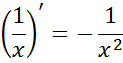 (1/x)′ = − 1/x²